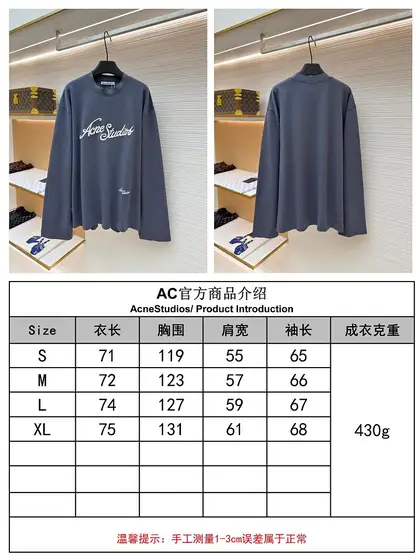 Acne Studios
Acne
Studios
AC官方商品介绍
AcneStudios/ Product Introduction
Size 衣长 胸围 肩宽 袖长 成衣克重
S 71 119 55 65
M 72 123 57 66
L 74 127 59 67
XL 75 131 61 68
430g
温馨提示: 手工测量1-3cm误差属于正常